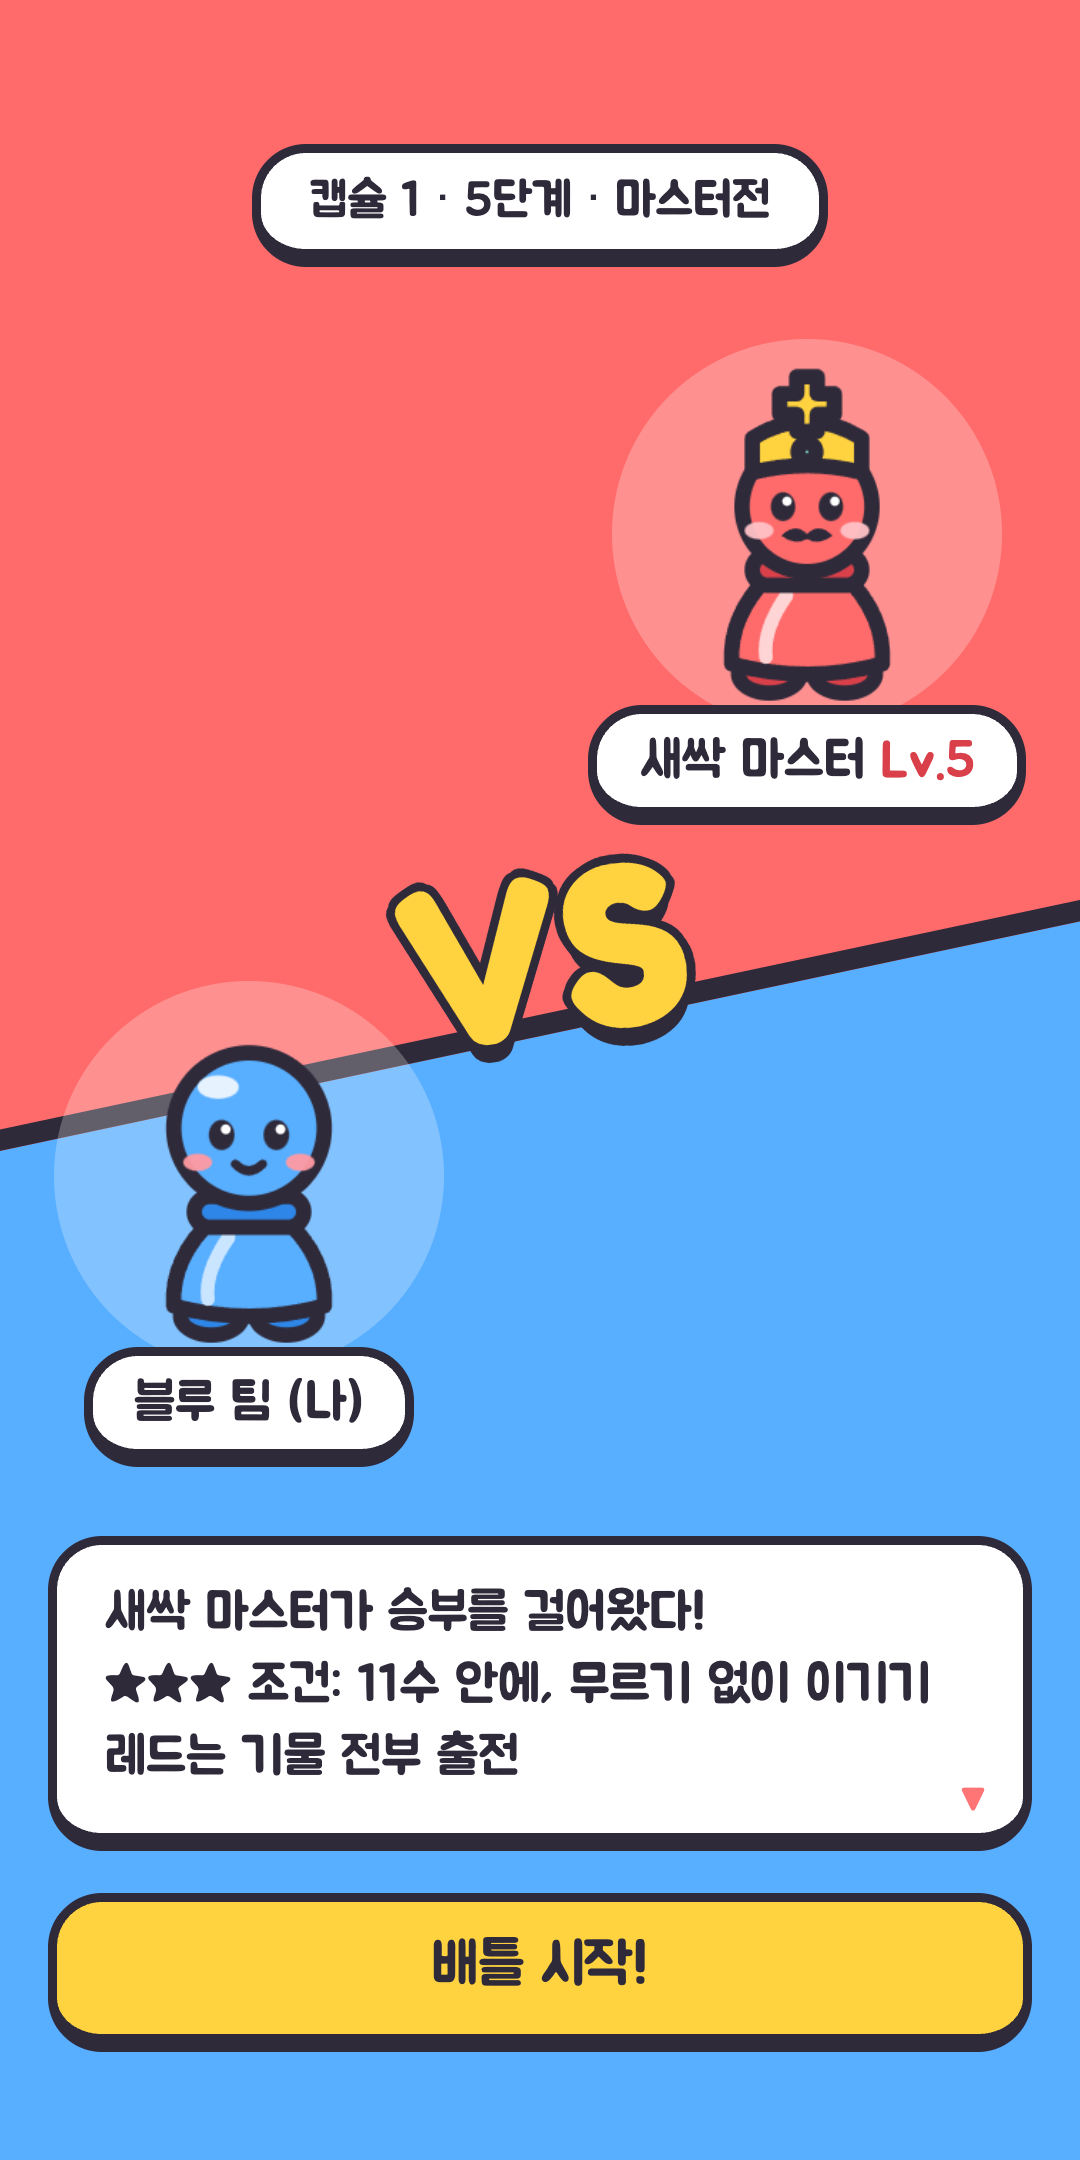 캡슐 1 · 5단계 · 마스터전
새싹 마스터 Lv.5
VS
블루 팀 (나)
새싹 마스터가 승부를 걸어왔다!
★★★ 조건: 11수 안에, 무르기 없이 이기기
레드는 기물 전부 출전
배틀 시작!